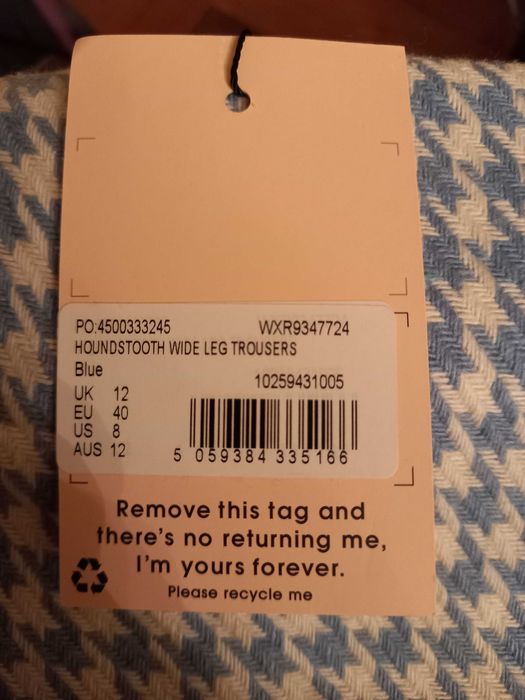 PO:4500333245 WXR9347724
HOUNDSTOOTH WIDE LEG TROUSERS
Blue
10259431005
UK 12
EU 40
US 8
AUS 12
5 059384 335166
Remove this tag and
there's no returning me,
I'm yours forever.
Please recycle me